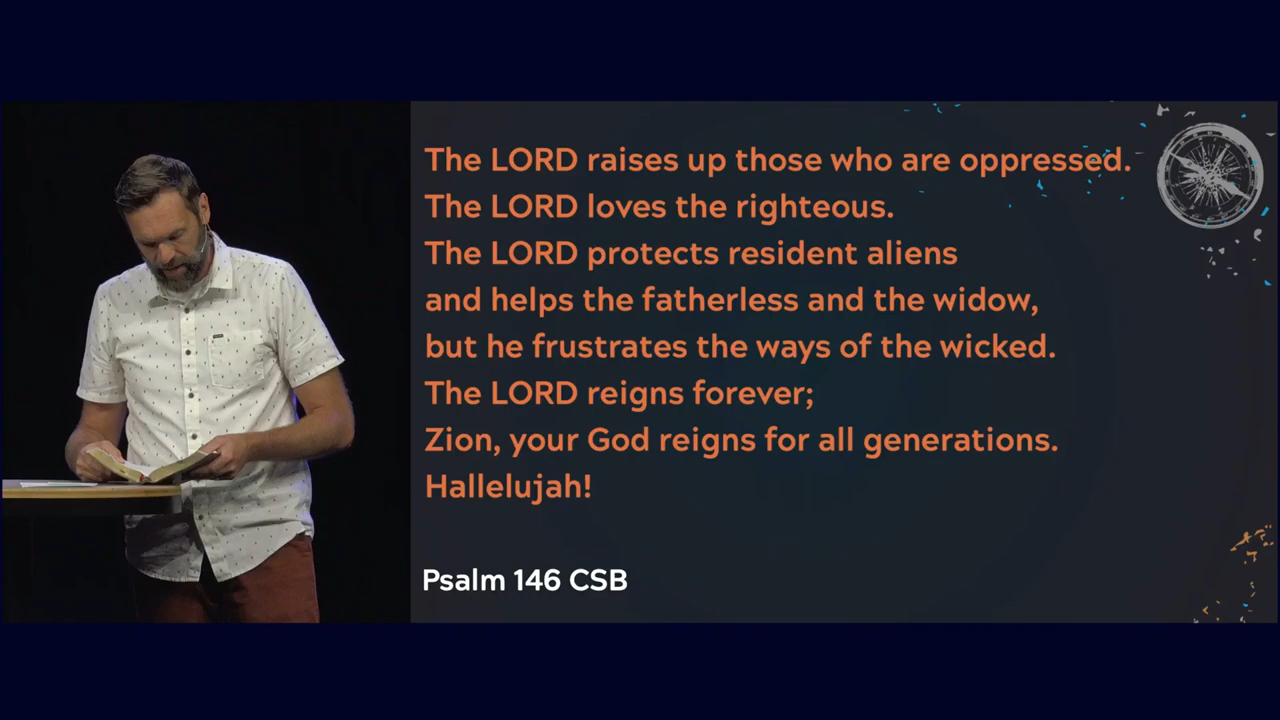 The LORD raises up those who are oppressed.
The LORD loves the righteous.
The LORD protects resident aliens
and helps the fatherless and the widow,
but he frustrates the ways of the wicked.
The LORD reigns forever;
Zion, your God reigns for all generations.
Hallelujah!
Psalm 146 CSB